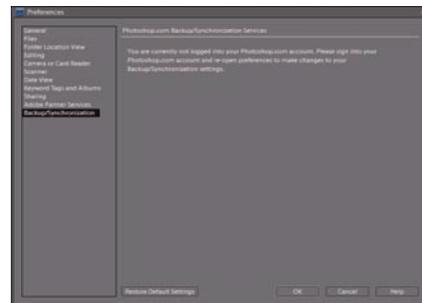 Preferences
General
Files
Folder Location View
Editing
Camera or Card Reader
Scanner
Date View
Keyword Tags and Albums
Sharing
Adobe Partner Services
Backup/Synchronization
Photoshop.com Backup/Synchronization Services
You are currently not logged into your Photoshop.com account. Please sign into your
Photoshop.com account and re-open preferences to make changes to your
Backup/Synchronization settings.
Restore Default Settings
OK
Cancel
Help